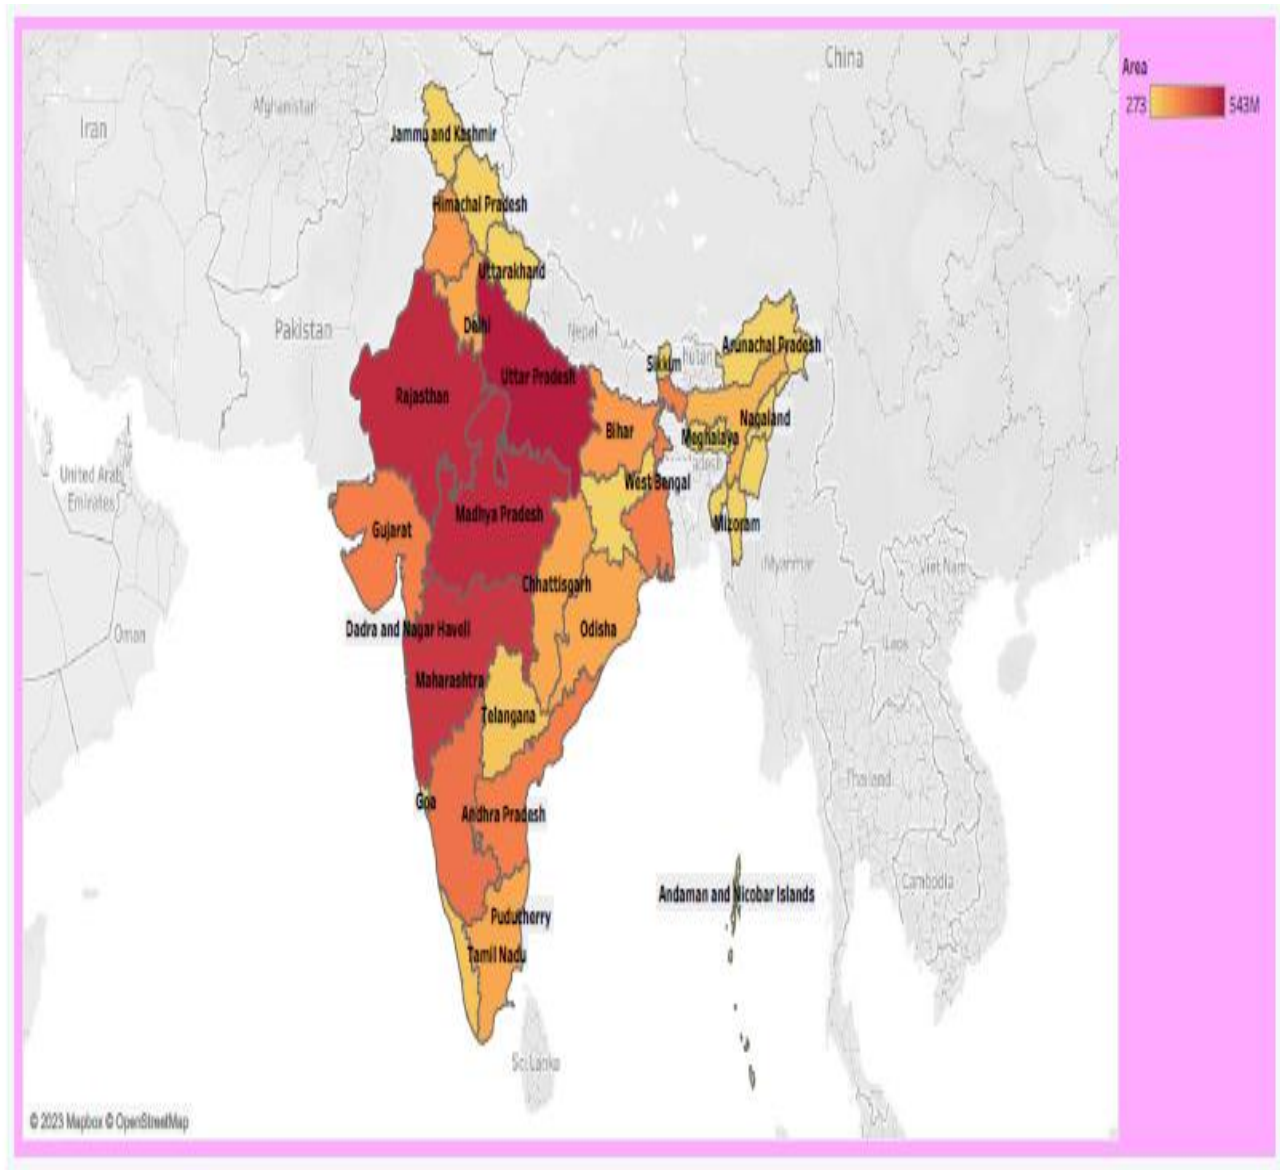 China
Area
273
543M
Afghanistan
Iran
Jammu and Kashmir
Himachal Pradesh
Uttarakhand
Pakistan
Delhi
Nepal
Arunachal Pradesh
Sikkim
hutan
Uttar Pradesh
Rajasthan
Nagaland
Bihar
Meghalaya
adesh
United Arab
Emirates
West Bengal
Madhya Pradesh
Mizoram
Gujarat
Myanmar
Viet Nam
Chhattisgarh
Dadra and Nagar Haveli
Odisha
Oman
Laos
Maharashtra
Telangana
Thailand
Goa
Andhra Pradesh
Cambodia
Andaman and Nicobar Islands
Puducherry
Tamil Nadu
Sri Lanka
© 2023 Mapbox © OpenStreetMap